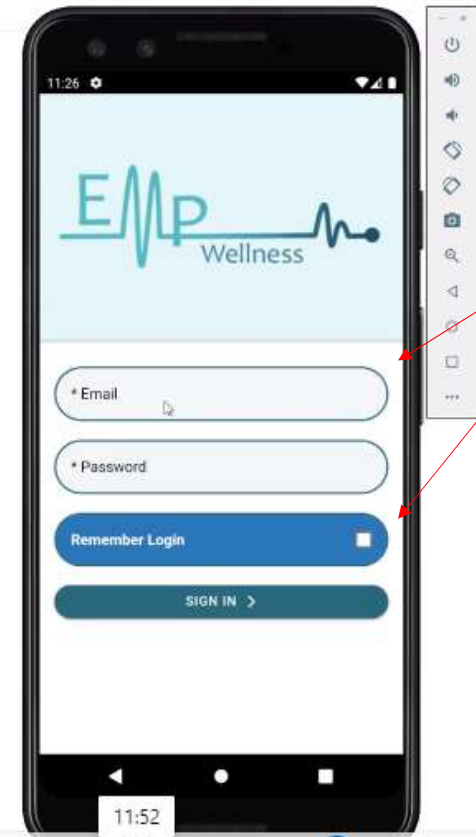 11:26
EMP
Wellness
* Email
* Password
Remember Login
SIGN IN
11:52